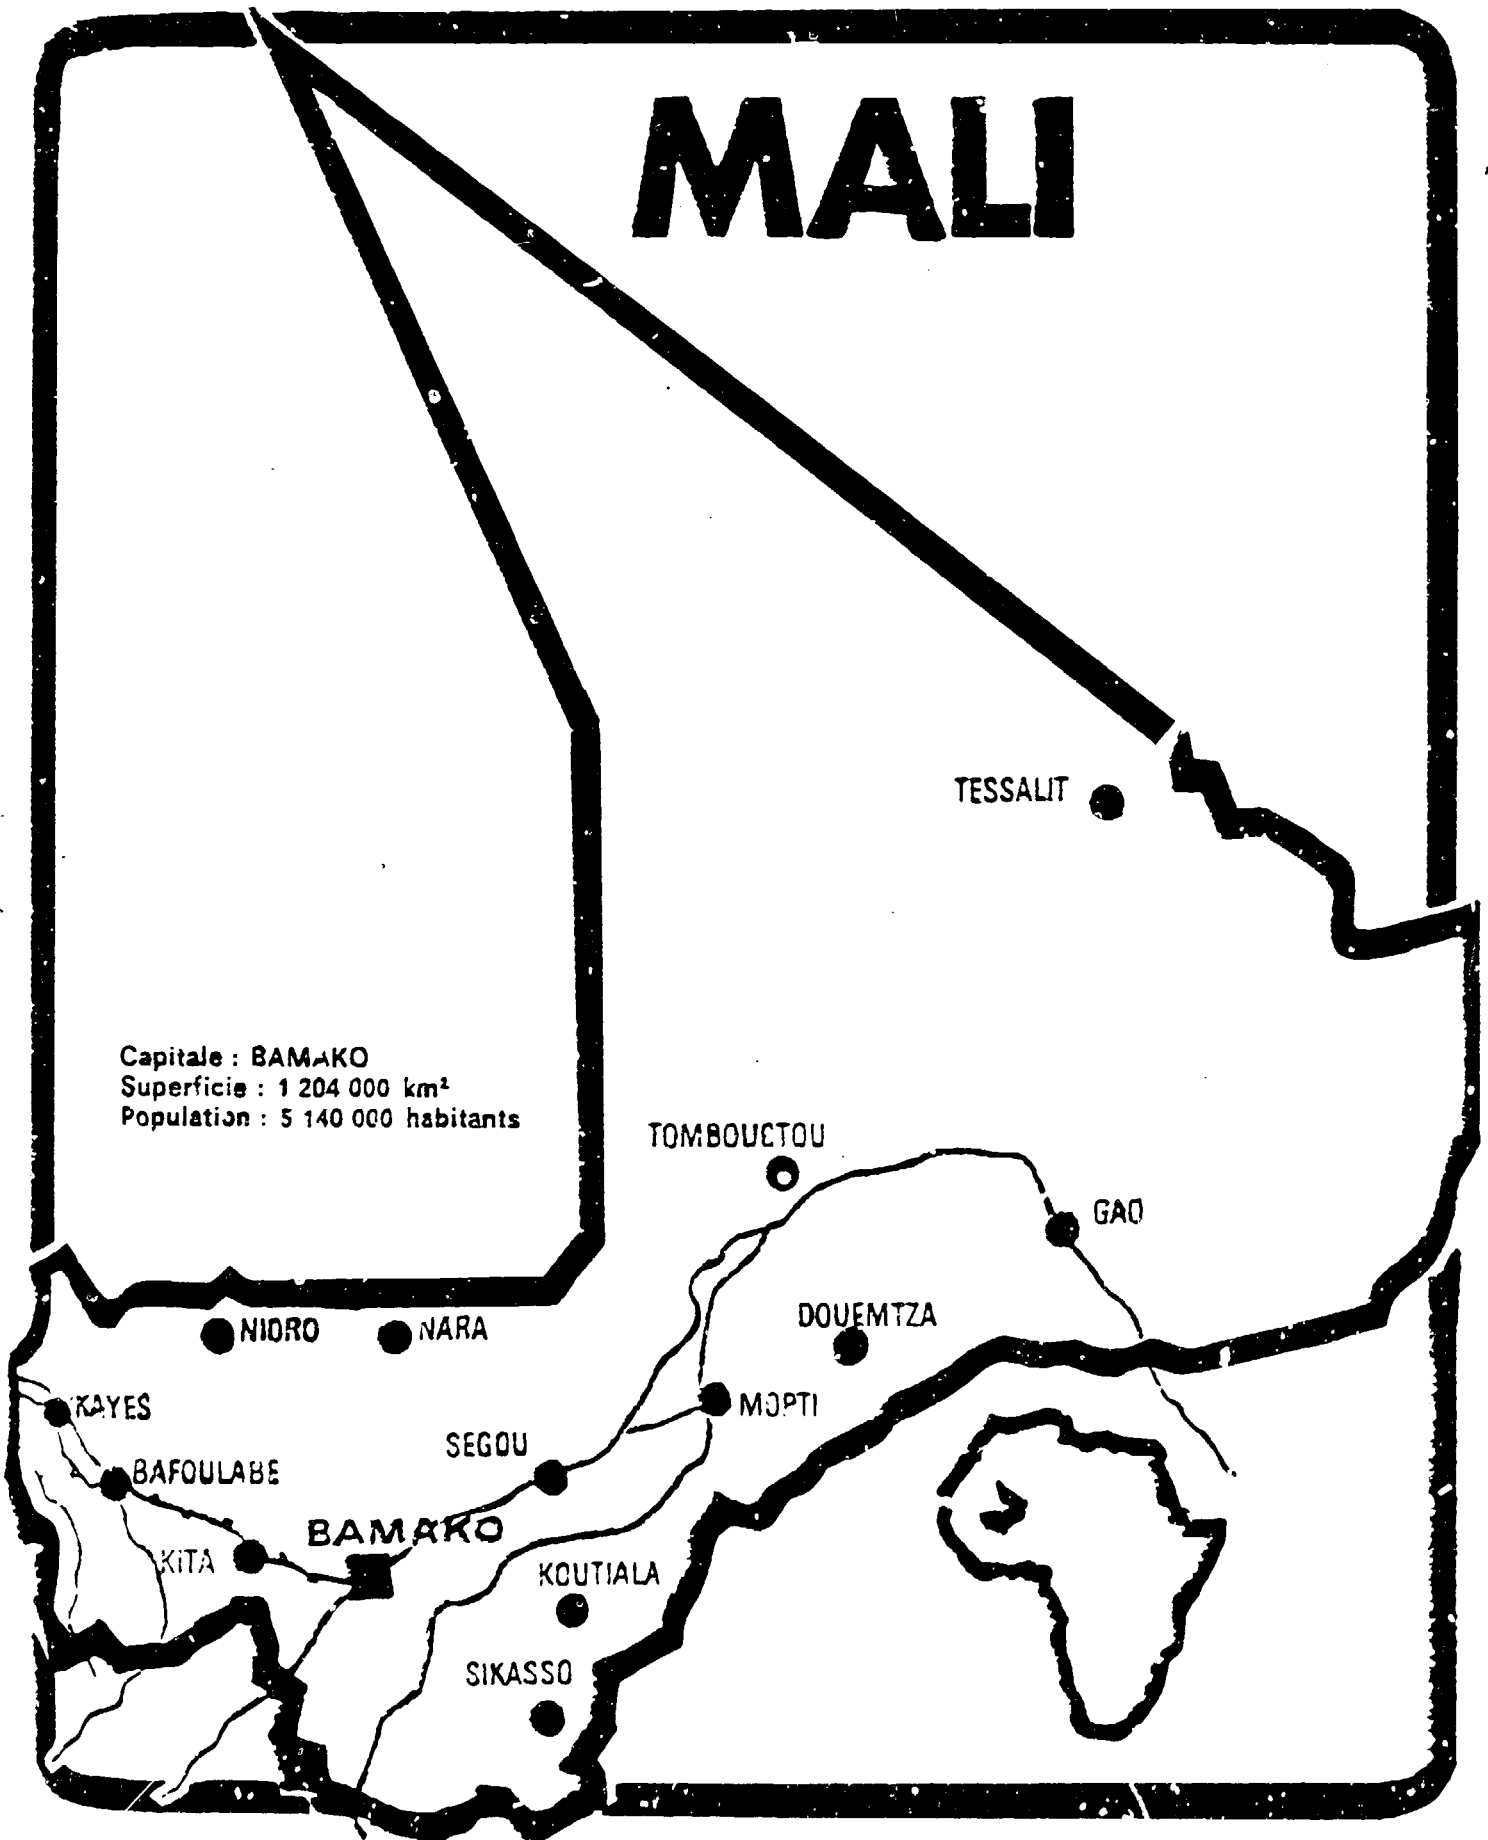 MALI
TESSALIT
Capitale : BAMAKO
Superficie : 1 204 000 km²
Population : 5 140 000 habitants
TOMBOUCTOU
GAO
DOUEMTZA
NIORO
NARA
KAYES
MOPTI
SEGOU
BAFOULABE
BAMAKO
KITA
KOUTIALA
SIKASSO